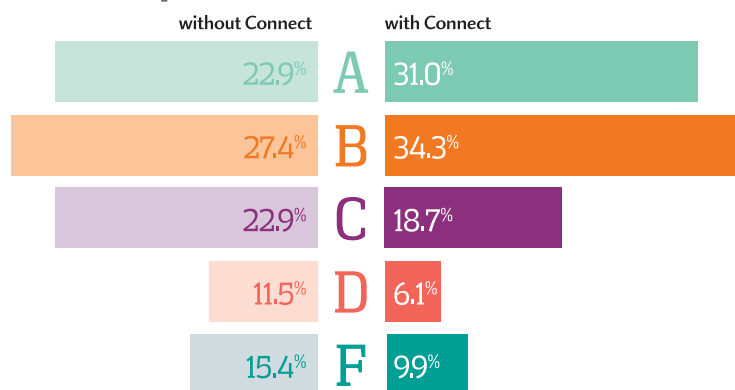 without Connect with Connect
22.9% A 31.0%
27.4% B 34.3%
22.9% C 18.7%
11.5% D 6.1%
15.4% F 9.9%